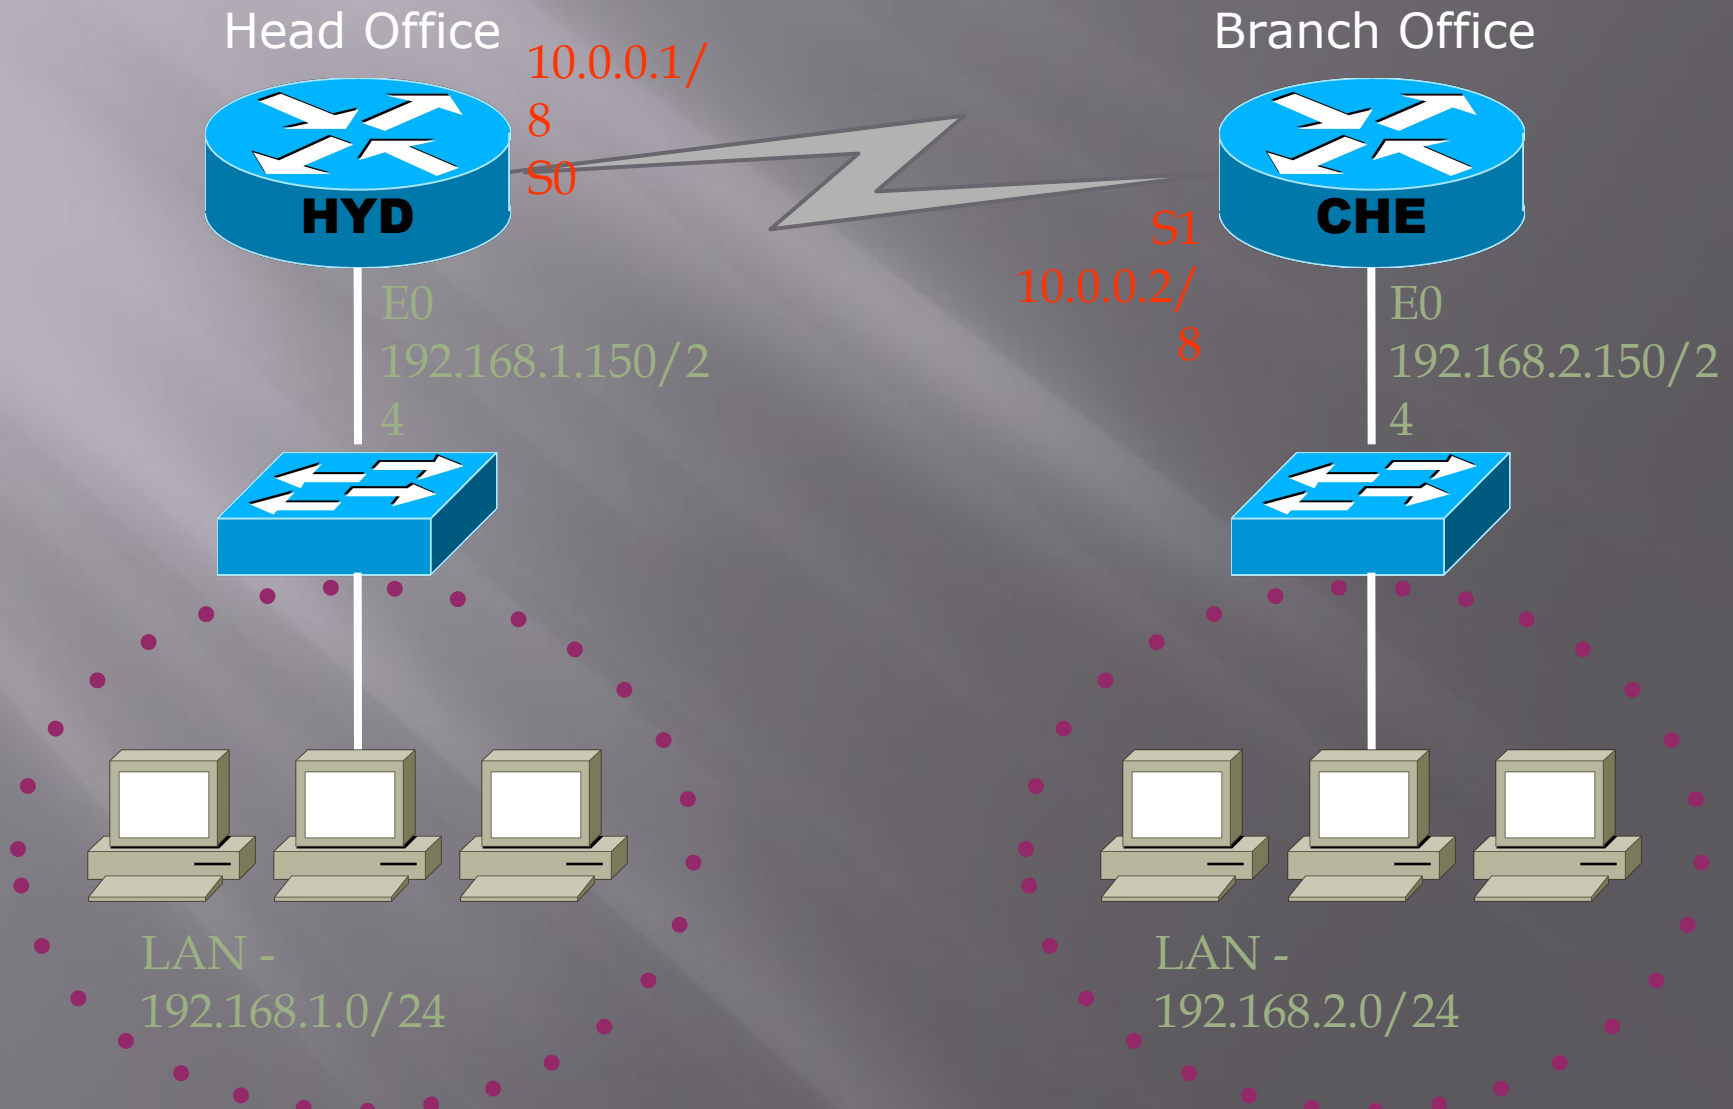 Head Office
10.0.0.1/
8
S0
HYD
E0
192.168.1.150/2
4
LAN -
192.168.1.0/24
Branch Office
CHE
S1
10.0.0.2/
8
E0
192.168.2.150/2
4
LAN -
192.168.2.0/24